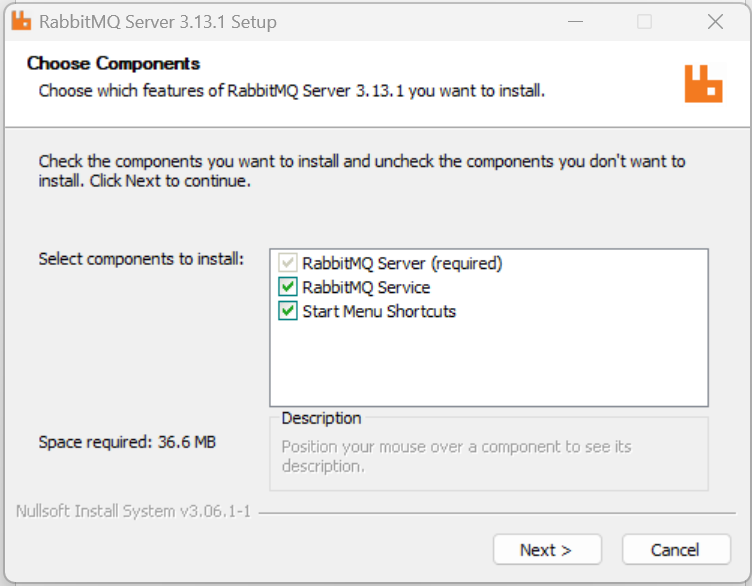 RabbitMQ Server 3.13.1 Setup
Choose Components
Choose which features of RabbitMQ Server 3.13.1 you want to install.
Check the components you want to install and uncheck the components you don't want to
install. Click Next to continue.
Select components to install:
RabbitMQ Server (required)
RabbitMQ Service
Start Menu Shortcuts
Space required: 36.6 MB
Description
Position your mouse over a component to see its
description.
Nullsoft Install System v3.06.1-1
Next >
Cancel